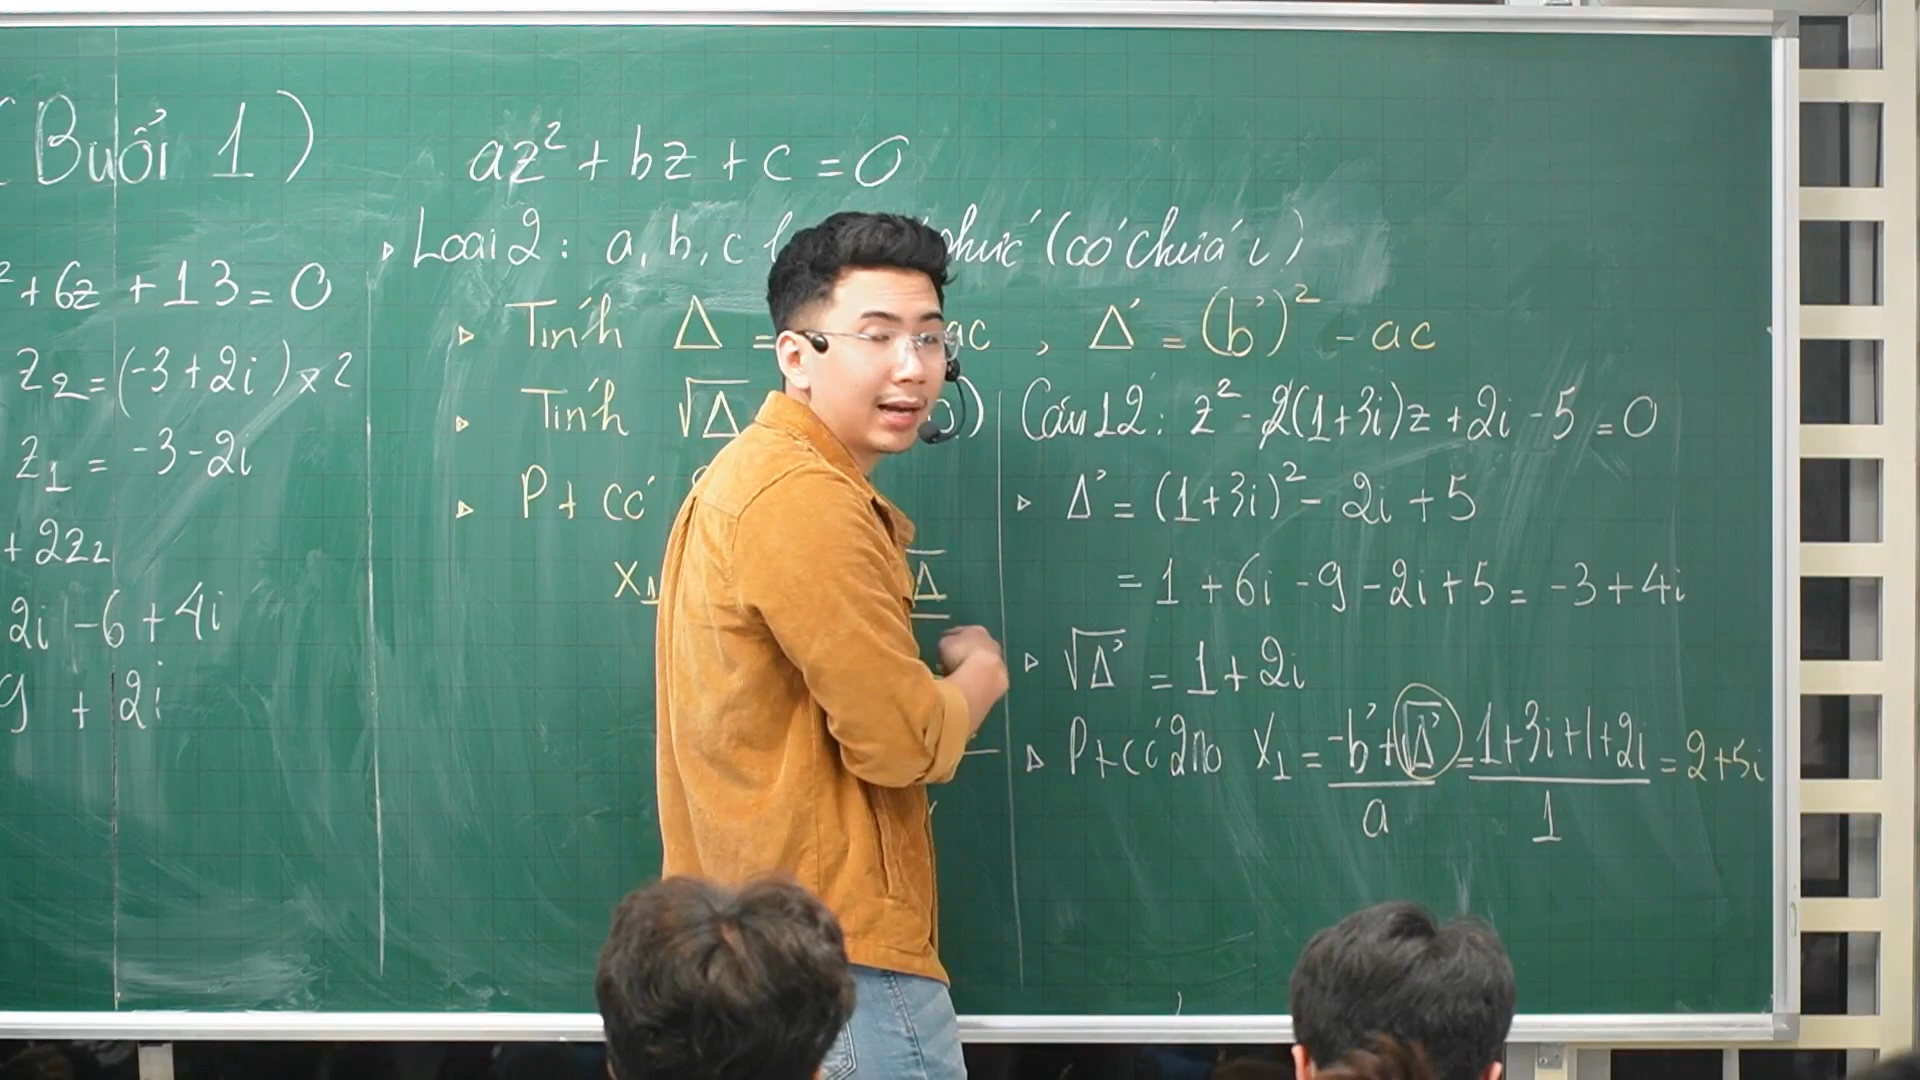 (Buổi 1)
² + 6z + 13 = 0
z₂ = (-3 + 2i) x 2
z₁ = -3 - 2i
+ 2z₂
2i - 6 + 4i
9 + 2i
az² + bz + c = 0
▹ Loại 2 : a, b, c phức (có chứa i)
▹ Tính Δ = ac , Δ' = (b')² - ac
▹ Tính √Δ
▹ Pt có
x₁ √Δ
Câu 12 : z² - 2(1+3i)z + 2i - 5 = 0
▹ Δ' = (1+3i)² - 2i + 5
= 1 + 6i - 9 - 2i + 5 = -3 + 4i
▹ √Δ' = 1 + 2i
▹ Pt có 2 no x₁ = (-b' + √Δ')/a = (1+3i+1+2i)/1 = 2+5i